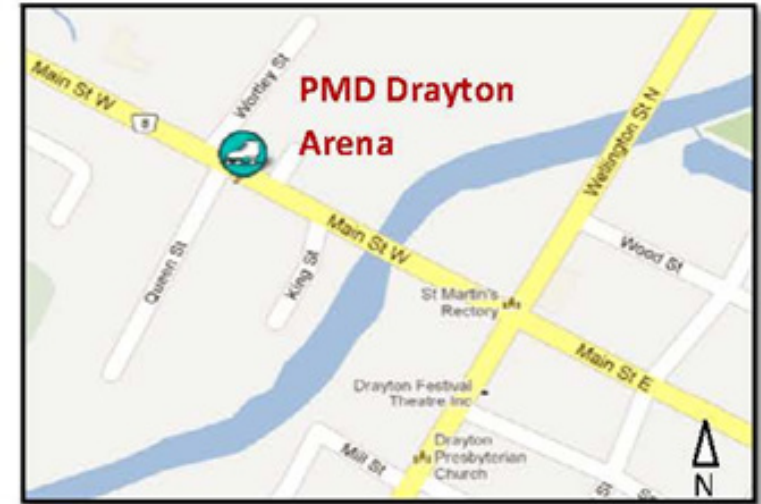 Main St W
8
Wortley St
PMD Drayton
Arena
Wellington St N
Queen St
King St
Main St W
Wood St
St Martin's
Rectory
Main St E
Drayton Festival
Theatre Inc
Mill St
Drayton
Presbyterian
Church
St
N